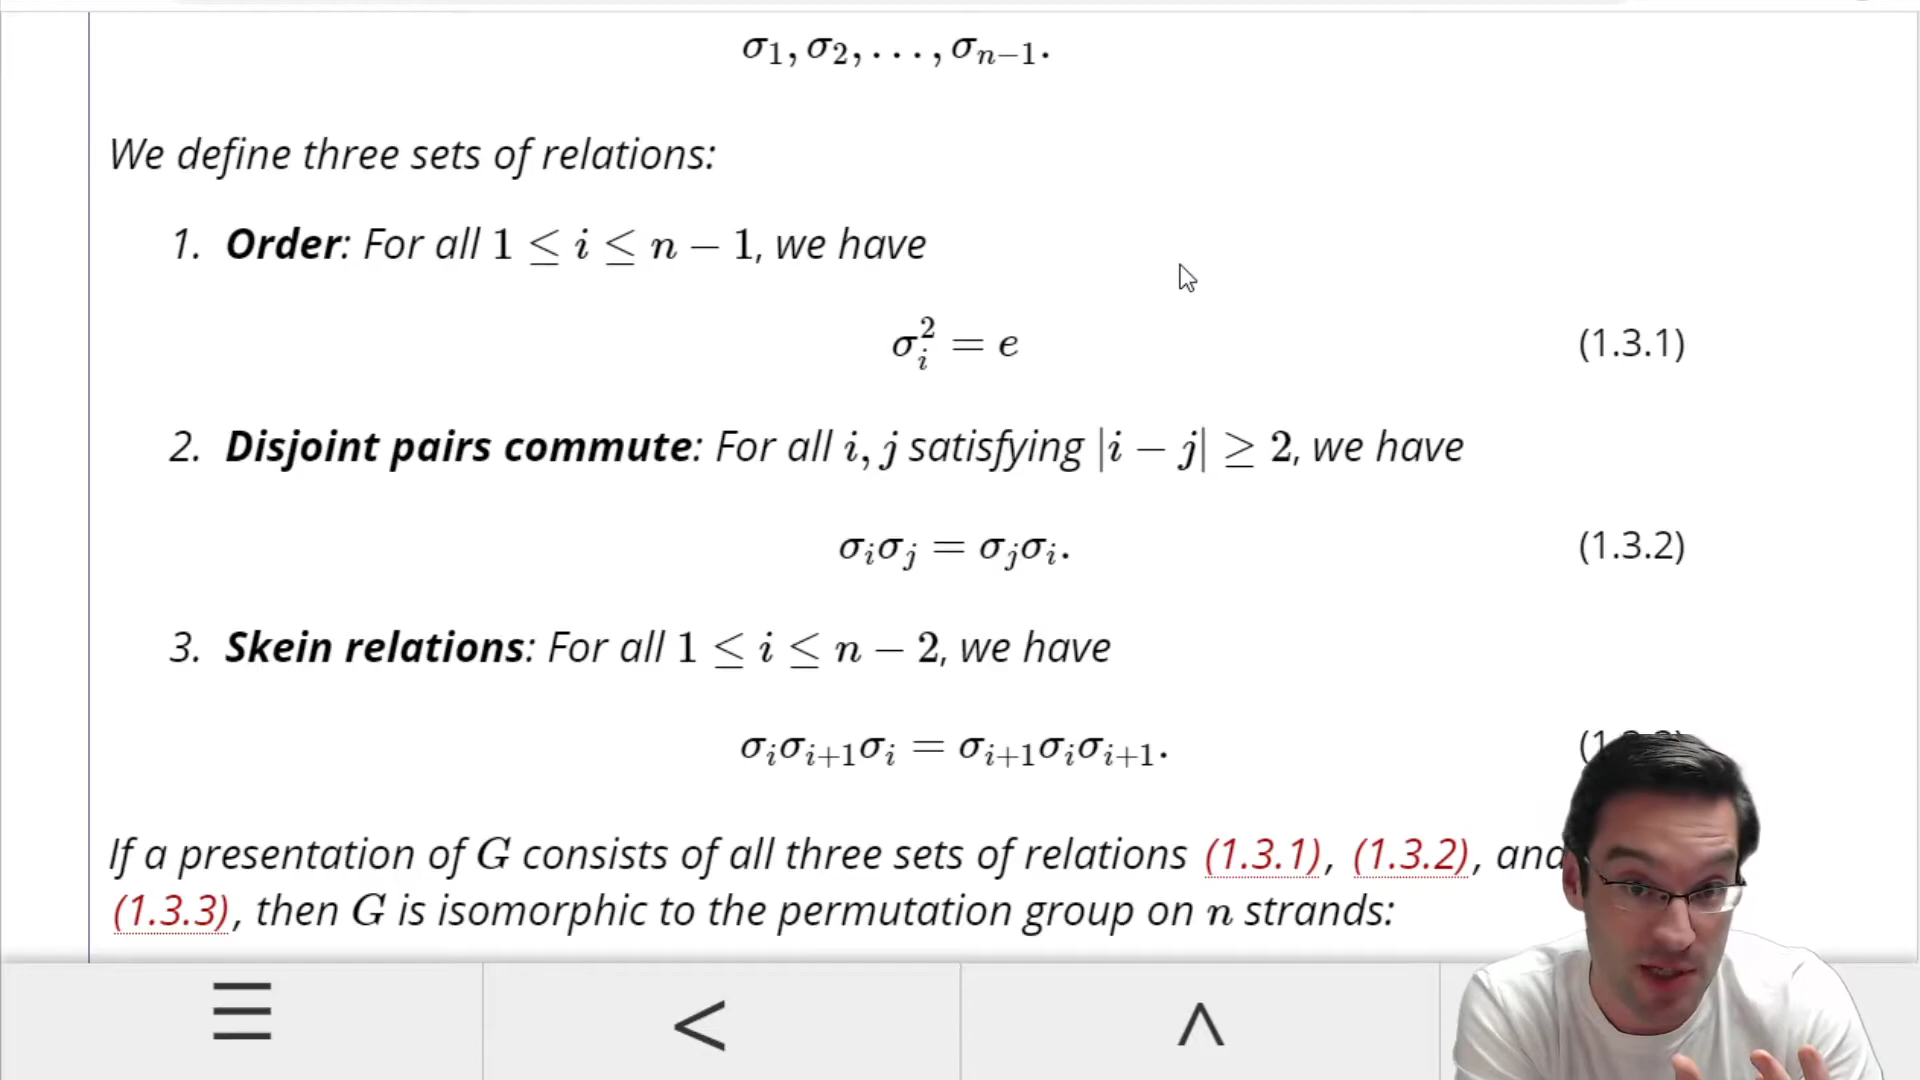 σ₁, σ₂, . . . , σₙ₋₁.
We define three sets of relations:
1. Order: For all 1 ≤ i ≤ n − 1, we have
σᵢ² = e (1.3.1)
2. Disjoint pairs commute: For all i, j satisfying |i − j| ≥ 2, we have
σᵢσⱼ = σⱼσᵢ. (1.3.2)
3. Skein relations: For all 1 ≤ i ≤ n − 2, we have
σᵢσᵢ₊₁σᵢ = σᵢ₊₁σᵢσᵢ₊₁.
If a presentation of G consists of all three sets of relations (1.3.1), (1.3.2), and
(1.3.3), then G is isomorphic to the permutation group on n strands: